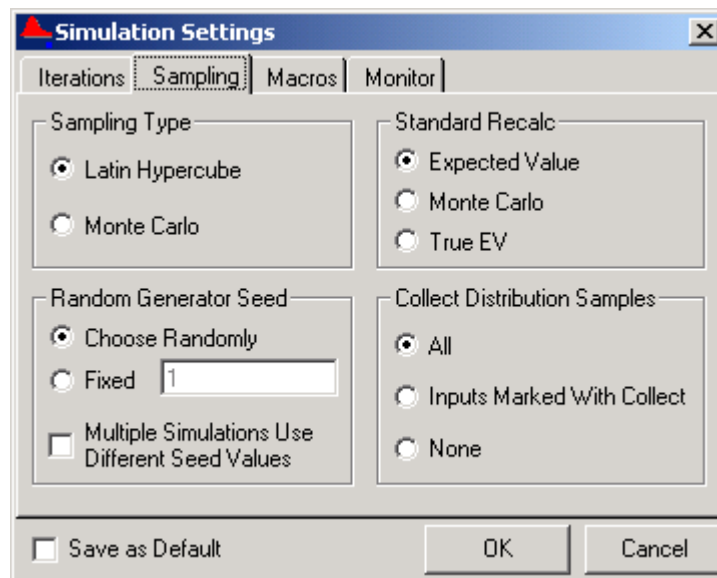 Simulation Settings
Iterations Sampling Macros Monitor
Sampling Type
Latin Hypercube
Monte Carlo
Standard Recalc
Expected Value
Monte Carlo
True EV
Random Generator Seed
Choose Randomly
Fixed 1
Multiple Simulations Use
Different Seed Values
Collect Distribution Samples
All
Inputs Marked With Collect
None
Save as Default
OK
Cancel